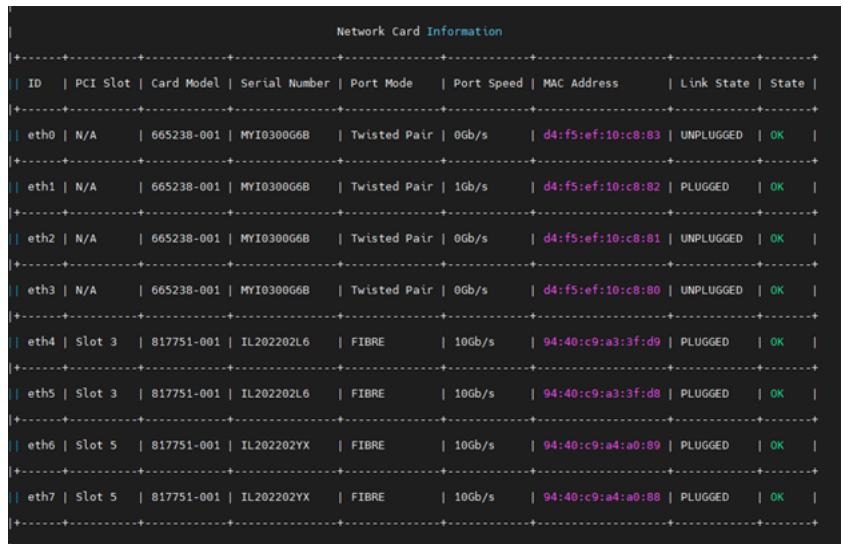 Network Card Information
|+------+----------+------------+---------------+--------------+------------+-------------------+------------+-------+
|| ID | PCI Slot | Card Model | Serial Number | Port Mode | Port Speed | MAC Address | Link State | State |
|+------+----------+------------+---------------+--------------+------------+-------------------+------------+-------+
|| eth0 | N/A | 665238-001 | MYI0300G6B | Twisted Pair | 0Gb/s | d4:f5:ef:10:c8:83 | UNPLUGGED | OK |
|+------+----------+------------+---------------+--------------+------------+-------------------+------------+-------+
|| eth1 | N/A | 665238-001 | MYI0300G6B | Twisted Pair | 1Gb/s | d4:f5:ef:10:c8:82 | PLUGGED | OK |
|+------+----------+------------+---------------+--------------+------------+-------------------+------------+-------+
|| eth2 | N/A | 665238-001 | MYI0300G6B | Twisted Pair | 0Gb/s | d4:f5:ef:10:c8:81 | UNPLUGGED | OK |
|+------+----------+------------+---------------+--------------+------------+-------------------+------------+-------+
|| eth3 | N/A | 665238-001 | MYI0300G6B | Twisted Pair | 0Gb/s | d4:f5:ef:10:c8:80 | UNPLUGGED | OK |
|+------+----------+------------+---------------+--------------+------------+-------------------+------------+-------+
|| eth4 | Slot 3 | 817751-001 | IL202202L6 | FIBRE | 10Gb/s | 94:40:c9:a3:3f:d9 | PLUGGED | OK |
|+------+----------+------------+---------------+--------------+------------+-------------------+------------+-------+
|| eth5 | Slot 3 | 817751-001 | IL202202L6 | FIBRE | 10Gb/s | 94:40:c9:a3:3f:d8 | PLUGGED | OK |
|+------+----------+------------+---------------+--------------+------------+-------------------+------------+-------+
|| eth6 | Slot 5 | 817751-001 | IL202202YX | FIBRE | 10Gb/s | 94:40:c9:a4:a0:89 | PLUGGED | OK |
|+------+----------+------------+---------------+--------------+------------+-------------------+------------+-------+
|| eth7 | Slot 5 | 817751-001 | IL202202YX | FIBRE | 10Gb/s | 94:40:c9:a4:a0:88 | PLUGGED | OK |
|+------+----------+------------+---------------+--------------+------------+-------------------+------------+-------+